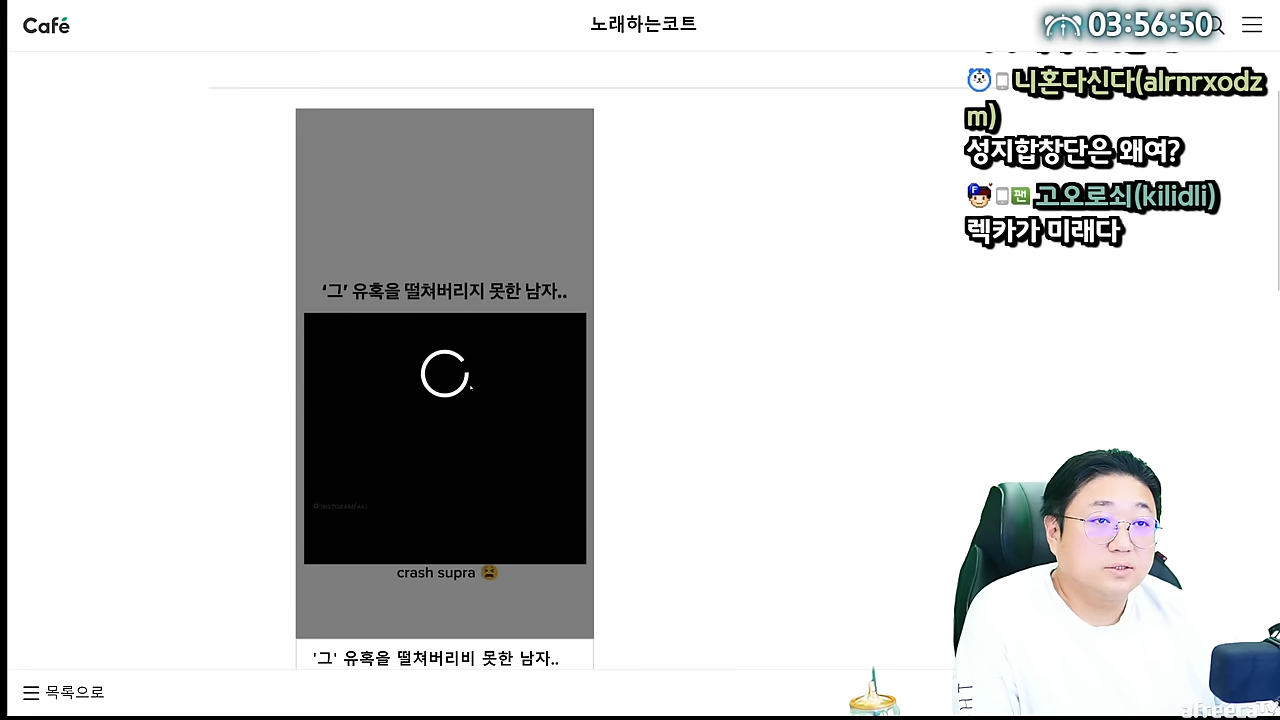 Café
노래하는코트
03:56:50
니혼다신다(alrnrxodz
m)
성지합창단은 왜여?
팬 고오로쇠(kilidli)
렉카가 미래다
‘그’ 유혹을 떨쳐버리지 못한 남자..
crash supra 😫
'그' 유혹을 떨쳐버리비 못한 남자..
목록으로
afreecaTV